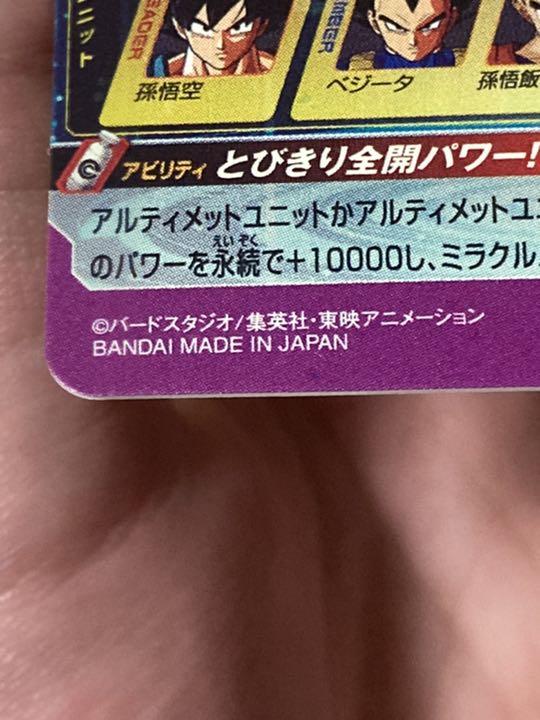 ニット
LEADER
孫悟空
ベジータ
孫悟飯
アビリティ とびきり全開パワー!
アルティメットユニットかアルティメットユニ
えいぞく
のパワーを永続で+10000し、ミラクル
©バードスタジオ/集英社・東映アニメーション
BANDAI MADE IN JAPAN